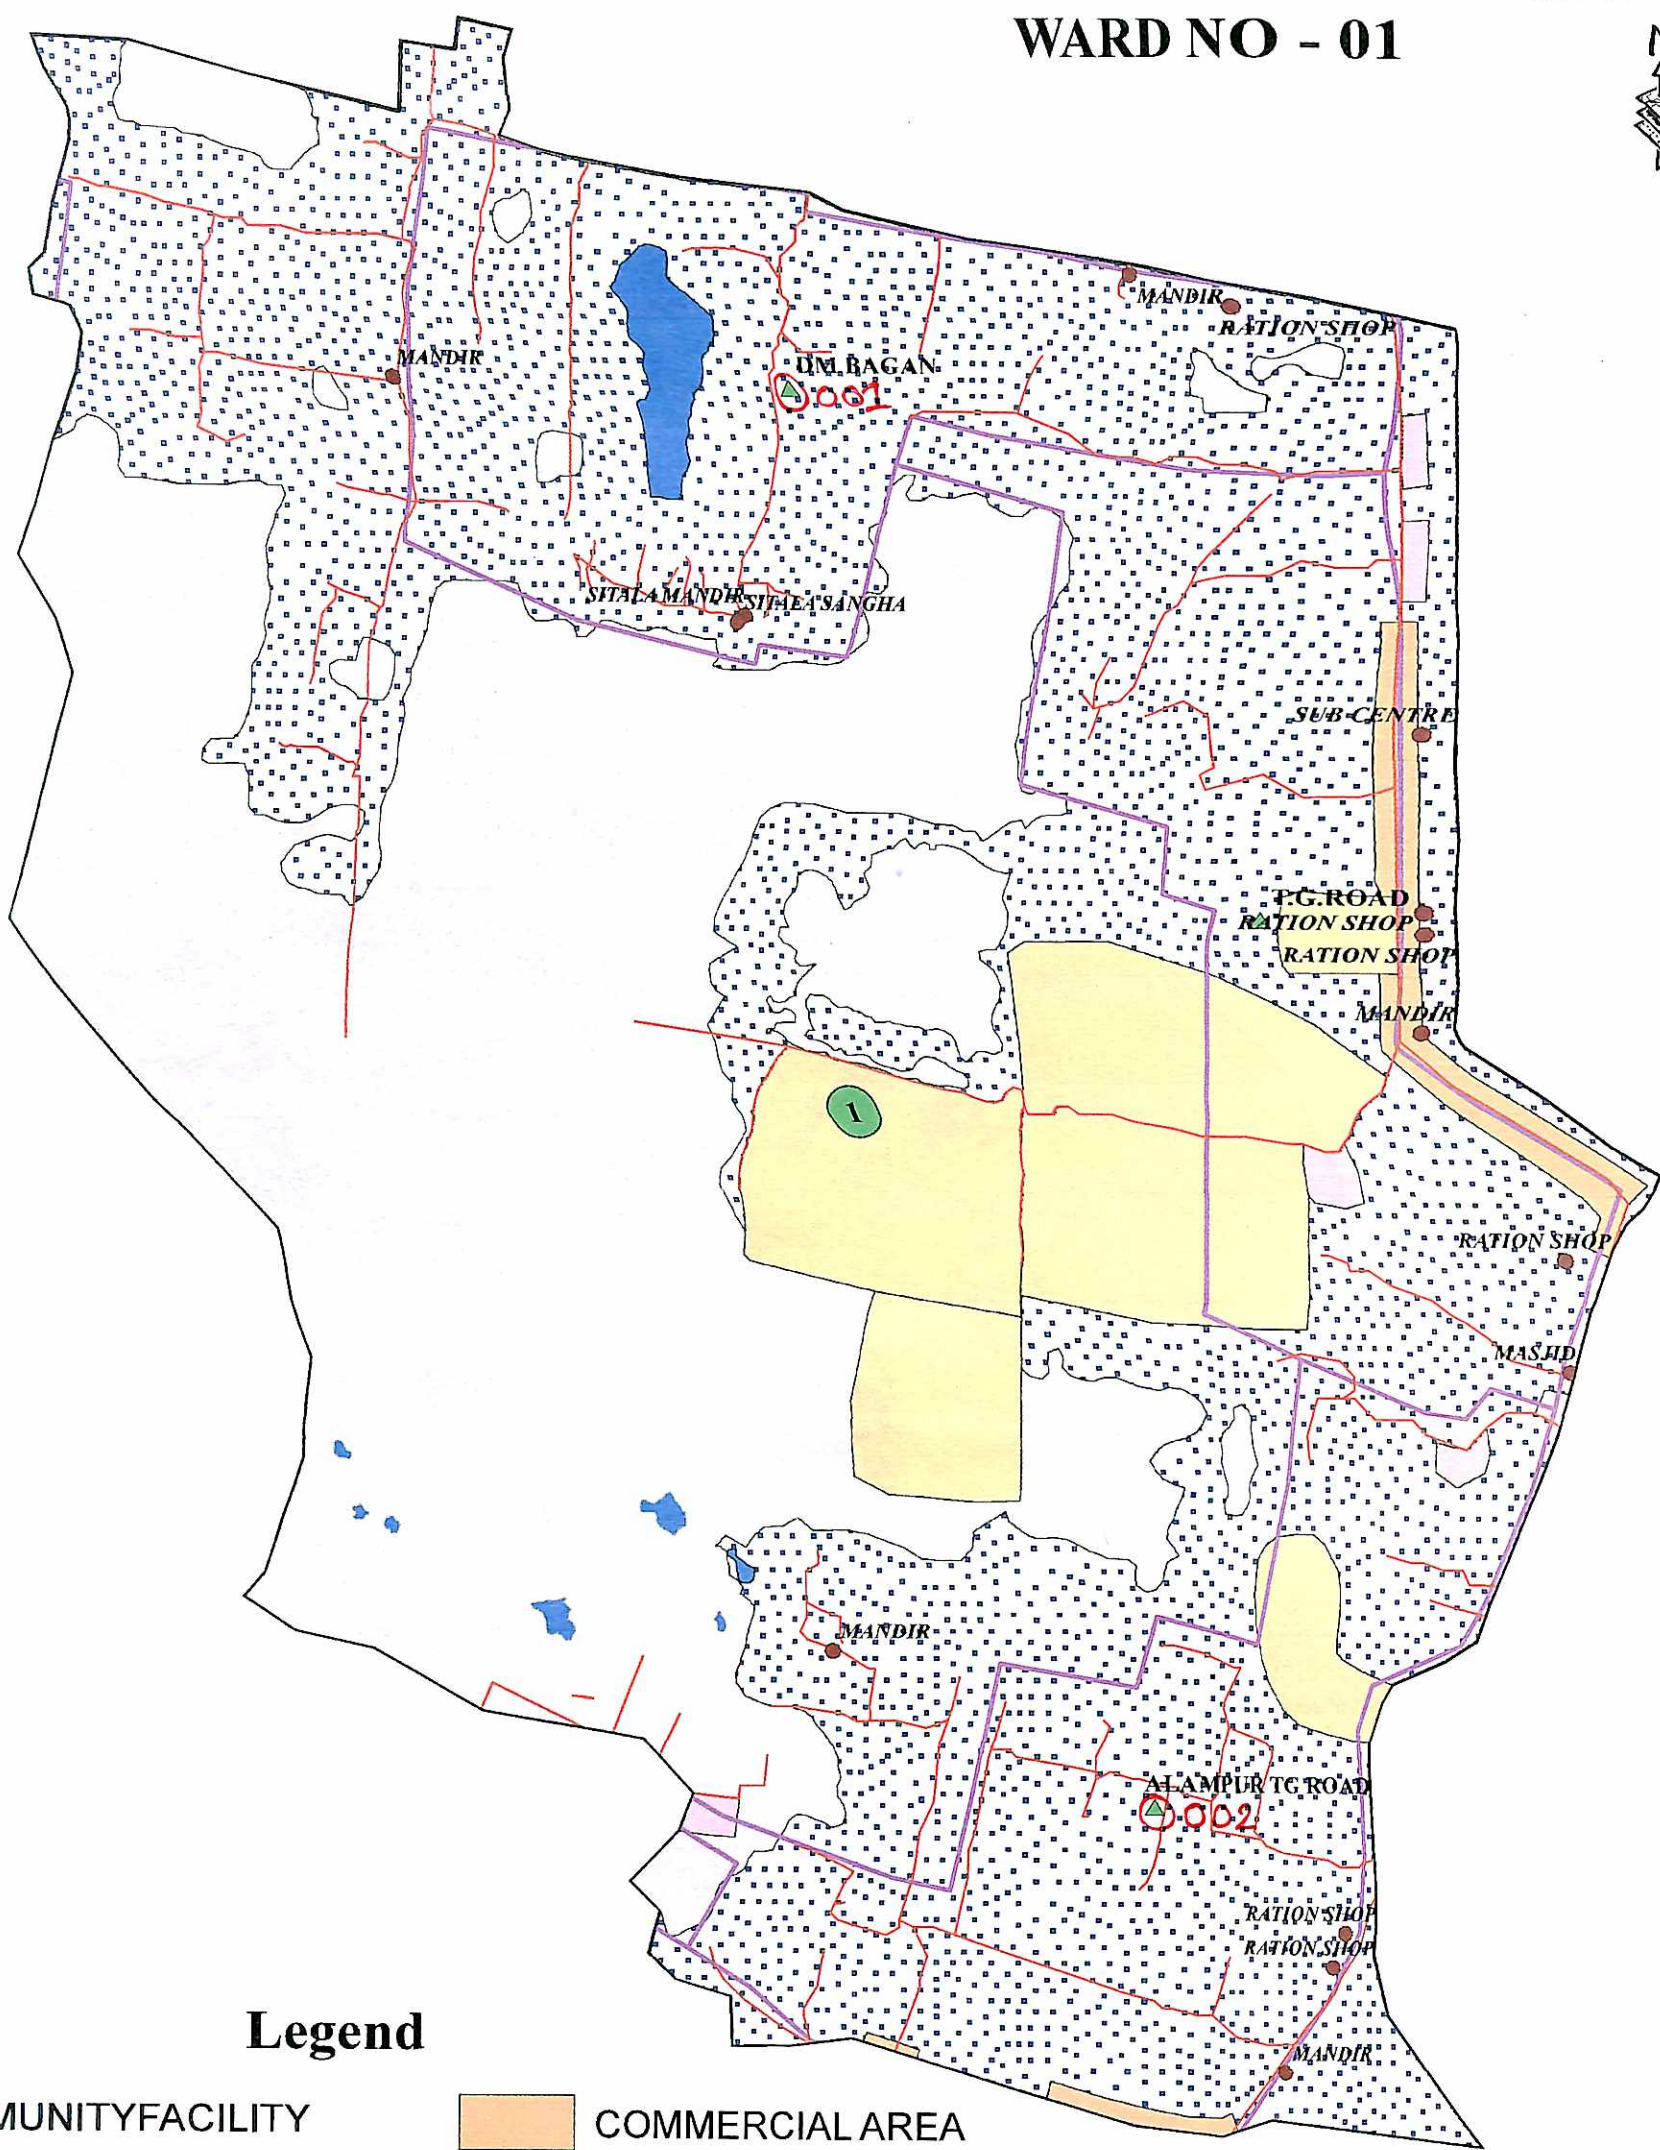 WARD NO - 01
N
MANDIR
RATION SHOP
MANDIR
DM.BAGAN
001
SITALA MANDIR
SITALA SANGHA
SUB-CENTRE
T.G.ROAD
RATION SHOP
RATION SHOP
MANDIR
1
RATION SHOP
MASJID
MANDIR
ALAMPUR TG ROAD
002
RATION SHOP
RATION SHOP
MANDIR
Legend
MUNITYFACILITY
COMMERCIAL AREA